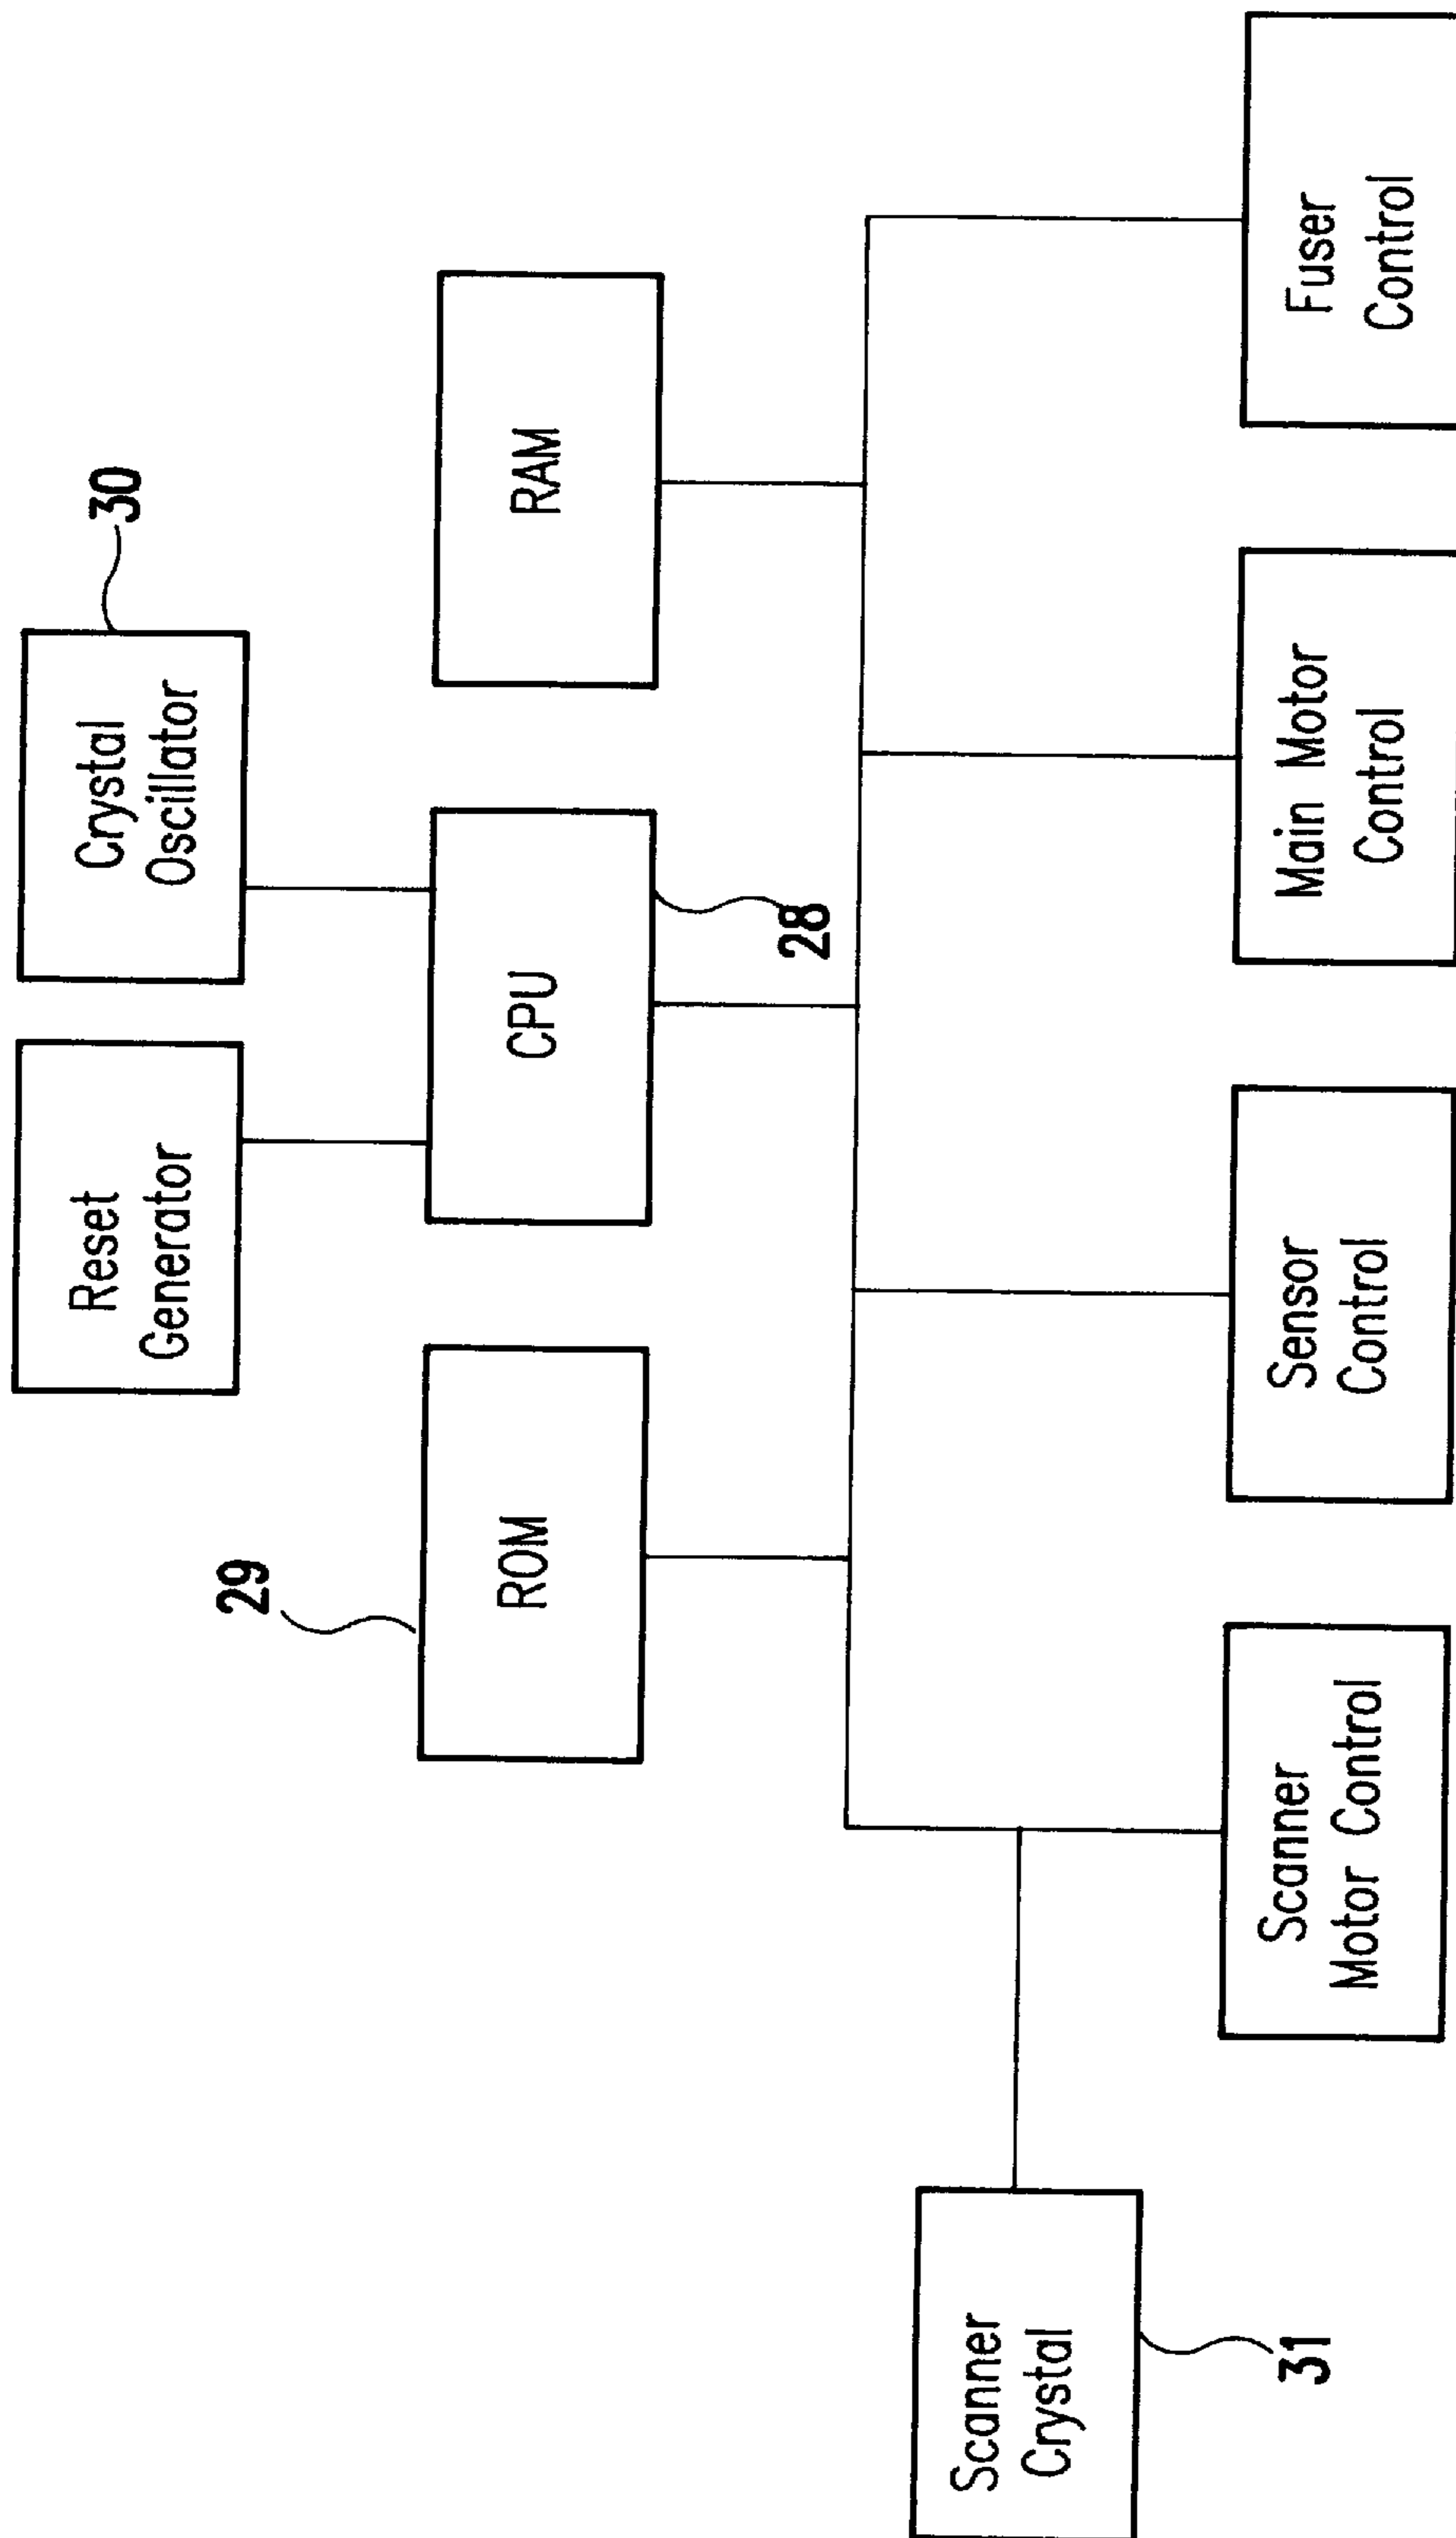 Reset
Generator
Crystal
Oscillator
30
29
ROM
CPU
28
RAM
Scanner
Crystal
31
Scanner
Motor Control
Sensor
Control
Main Motor
Control
Fuser
Control